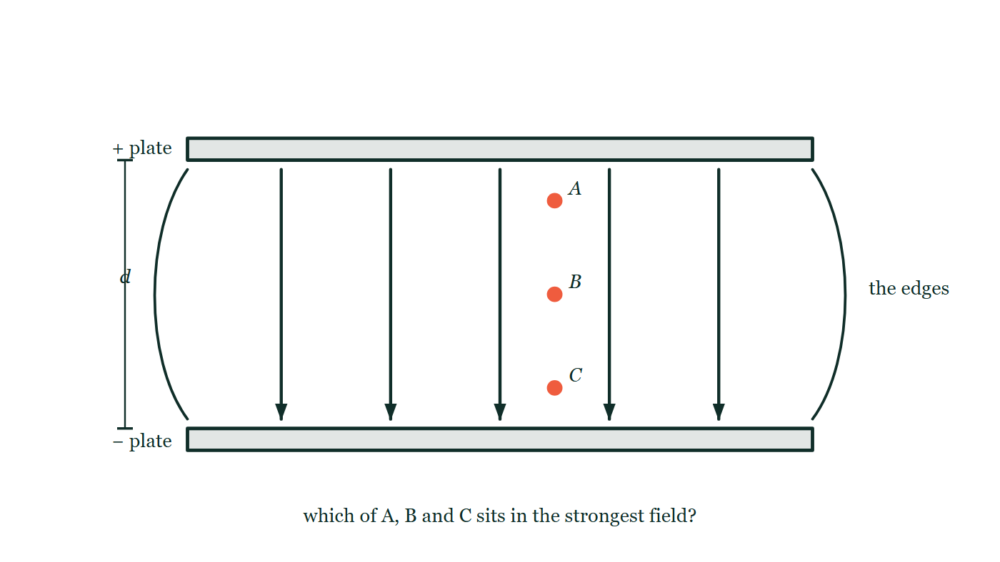 + plate
A
d
B
the edges
C
− plate
which of A, B and C sits in the strongest field?